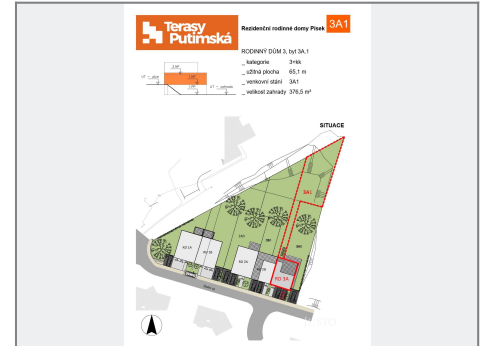 Terasy
Putimská
Rezidenční rodinné domy Písek
3A1
RODINNÝ DŮM 3, byt 3A.1
_ kategorie 3+kk
_ užitná plocha 65,1 m
_ venkovní stání 3A1
_ velikost zahrady 376,5 m²
SITUACE
3A1
RD 1A
RD 1B
RD 2A
RD 3A